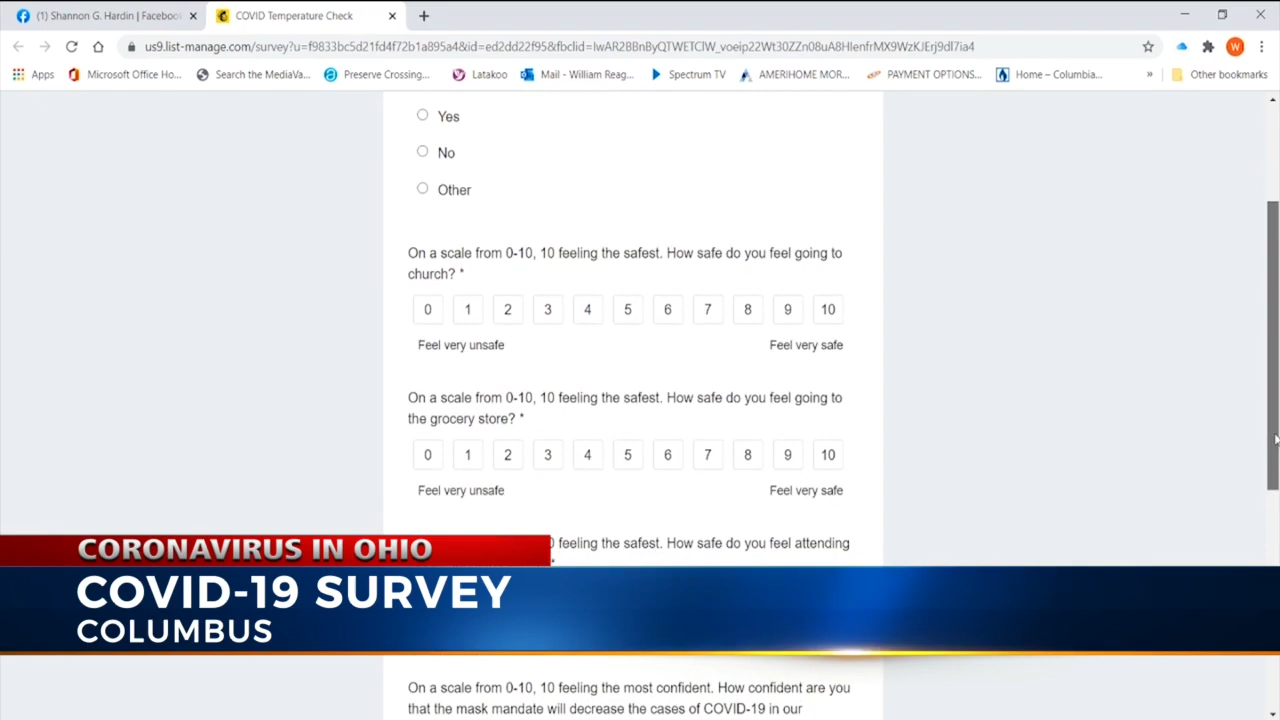 (1) Shannon G. Hardin | Facebook
COVID Temperature Check
us9.list-manage.com/survey?u=f9833bc5d21fd4f72b1a895a4&id=ed2dd22f95&fbclid=
Apps
Microsoft Office Ho...
Search the MediaVa...
Preserve Crossing,...
Latakoo
Mail - William Reag...
Spectrum TV
AMERIHOME MOR...
PAYMENT OPTIONS...
Home – Columbia...
»
Other bookmarks
W
Yes
No
Other
On a scale from 0-10, 10 feeling the safest. How safe do you feel going to
church? *
0 1 2 3 4 5 6 7 8 9 10
Feel very unsafe Feel very safe
On a scale from 0-10, 10 feeling the safest. How safe do you feel going to
the grocery store? *
0 1 2 3 4 5 6 7 8 9 10
Feel very unsafe Feel very safe
feeling the safest. How safe do you feel attending
CORONAVIRUS IN OHIO
COVID-19 SURVEY
COLUMBUS
On a scale from 0-10, 10 feeling the most confident. How confident are you
that the mask mandate will decrease the cases of COVID-19 in our